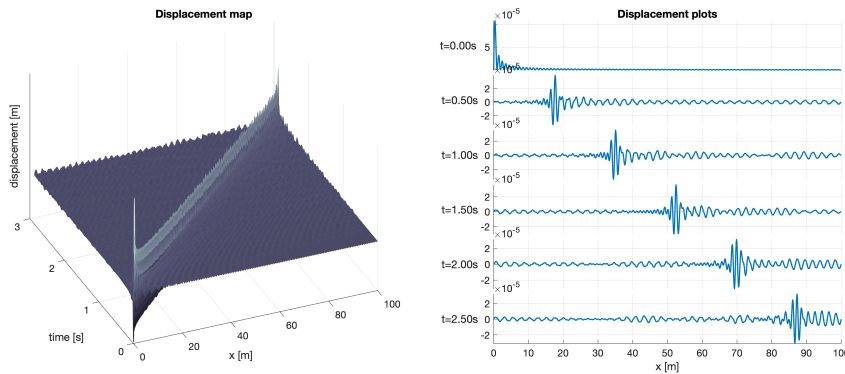 Displacement map
displacement [m]
3
2
1
0
time [s]
0
20
40
60
80
100
x [m]
Displacement plots
×10⁻⁵
t=0.00s
5
×10⁻⁵
t=0.50s
2
0
-2
×10⁻⁵
t=1.00s
2
0
-2
×10⁻⁵
t=1.50s
2
0
-2
×10⁻⁵
t=2.00s
2
0
-2
×10⁻⁵
t=2.50s
2
0
-2
0 10 20 30 40 50 60 70 80 90 100
x [m]